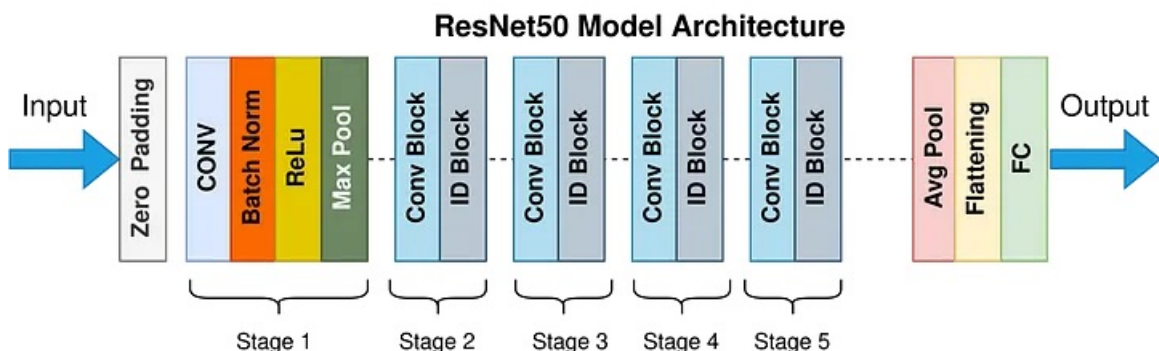 ResNet50 Model Architecture
Input
Zero Padding
CONV
Batch Norm
ReLu
Max Pool
Conv Block
ID Block
Conv Block
ID Block
Conv Block
ID Block
Conv Block
ID Block
Avg Pool
Flattening
FC
Output
Stage 1
Stage 2
Stage 3
Stage 4
Stage 5